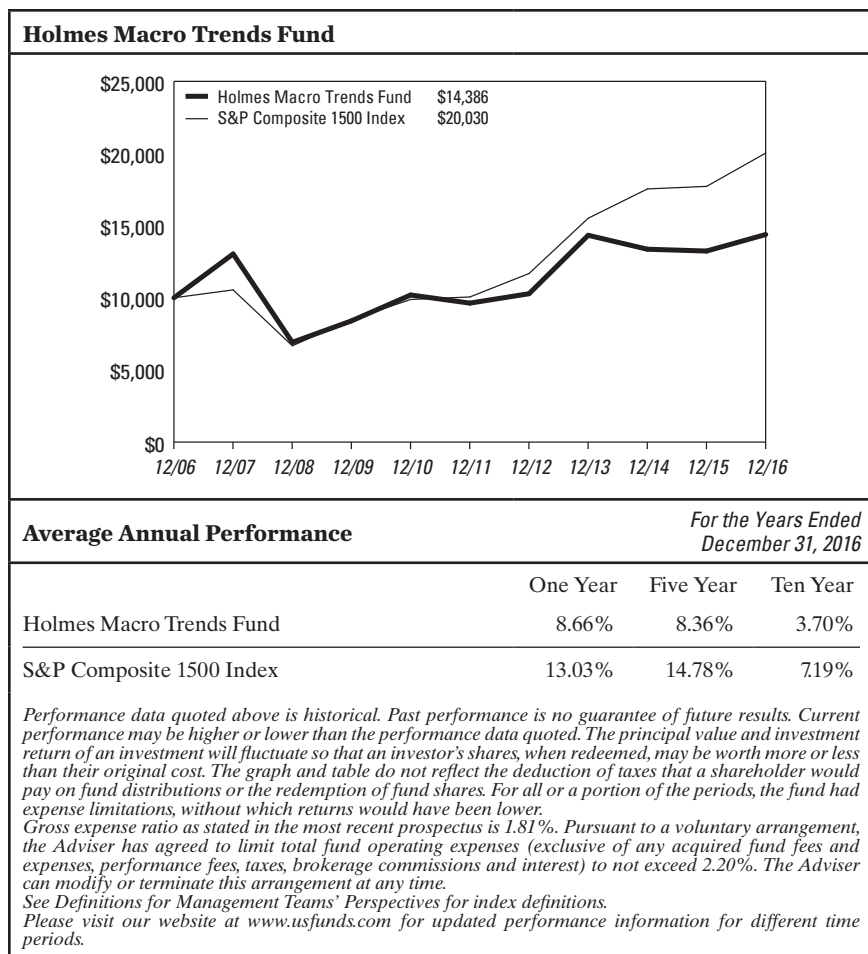 Holmes Macro Trends Fund
$25,000
Holmes Macro Trends Fund $14,386
S&P Composite 1500 Index $20,030
$20,000
$15,000
$10,000
$5,000
$0
12/06 12/07 12/08 12/09 12/10 12/11 12/12 12/13 12/14 12/15 12/16
Average Annual Performance
For the Years Ended
December 31, 2016
One Year Five Year Ten Year
Holmes Macro Trends Fund 8.66% 8.36% 3.70%
S&P Composite 1500 Index 13.03% 14.78% 7.19%
Performance data quoted above is historical. Past performance is no guarantee of future results. Current
performance may be higher or lower than the performance data quoted. The principal value and investment
return of an investment will fluctuate so that an investor's shares, when redeemed, may be worth more or less
than their original cost. The graph and table do not reflect the deduction of taxes that a shareholder would
pay on fund distributions or the redemption of fund shares. For all or a portion of the periods, the fund had
expense limitations, without which returns would have been lower.
Gross expense ratio as stated in the most recent prospectus is 1.81%. Pursuant to a voluntary arrangement,
the Adviser has agreed to limit total fund operating expenses (exclusive of any acquired fund fees and
expenses, performance fees, taxes, brokerage commissions and interest) to not exceed 2.20%. The Adviser
can modify or terminate this arrangement at any time.
See Definitions for Management Teams' Perspectives for index definitions.
Please visit our website at www.usfunds.com for updated performance information for different time
periods.